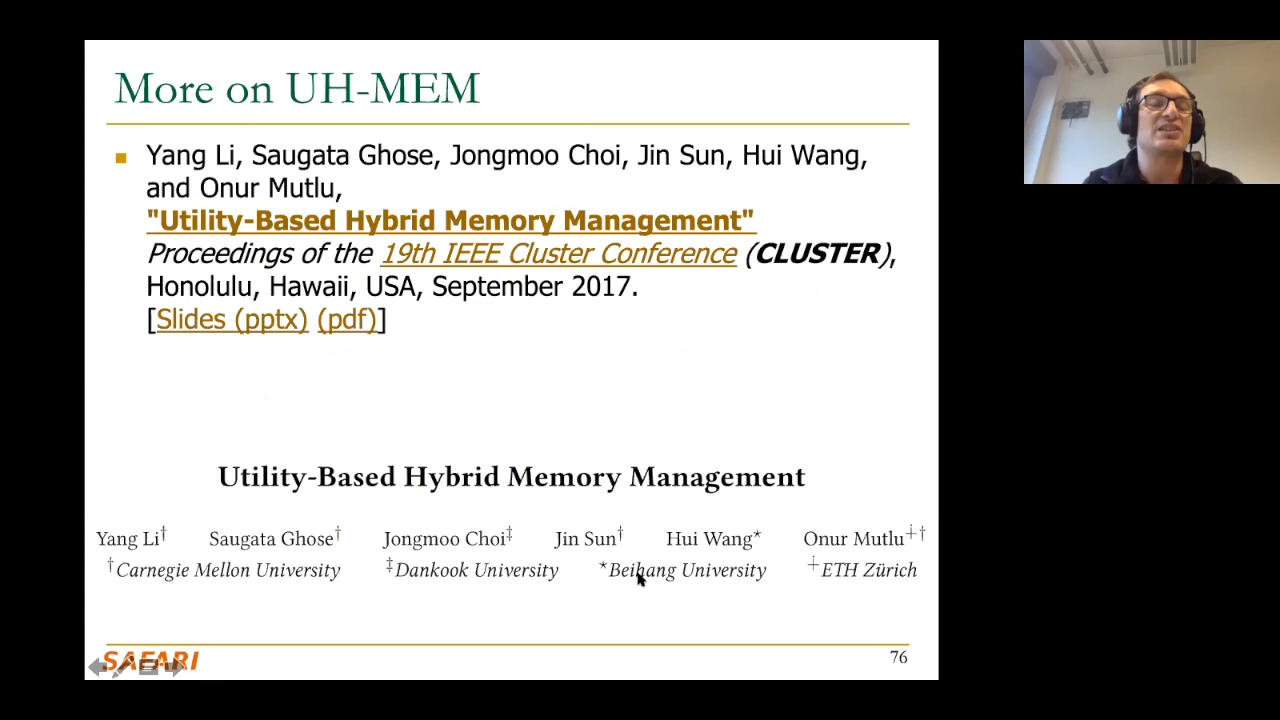 More on UH-MEM
Yang Li, Saugata Ghose, Jongmoo Choi, Jin Sun, Hui Wang,
and Onur Mutlu,
"Utility-Based Hybrid Memory Management"
Proceedings of the 19th IEEE Cluster Conference (CLUSTER),
Honolulu, Hawaii, USA, September 2017.
[Slides (pptx) (pdf)]
Utility-Based Hybrid Memory Management
Yang Li† Saugata Ghose† Jongmoo Choi‡ Jin Sun† Hui Wang⋆ Onur Mutlu∔†
†Carnegie Mellon University ‡Dankook University ⋆Beihang University ∔ETH Zürich
SAFARI 76